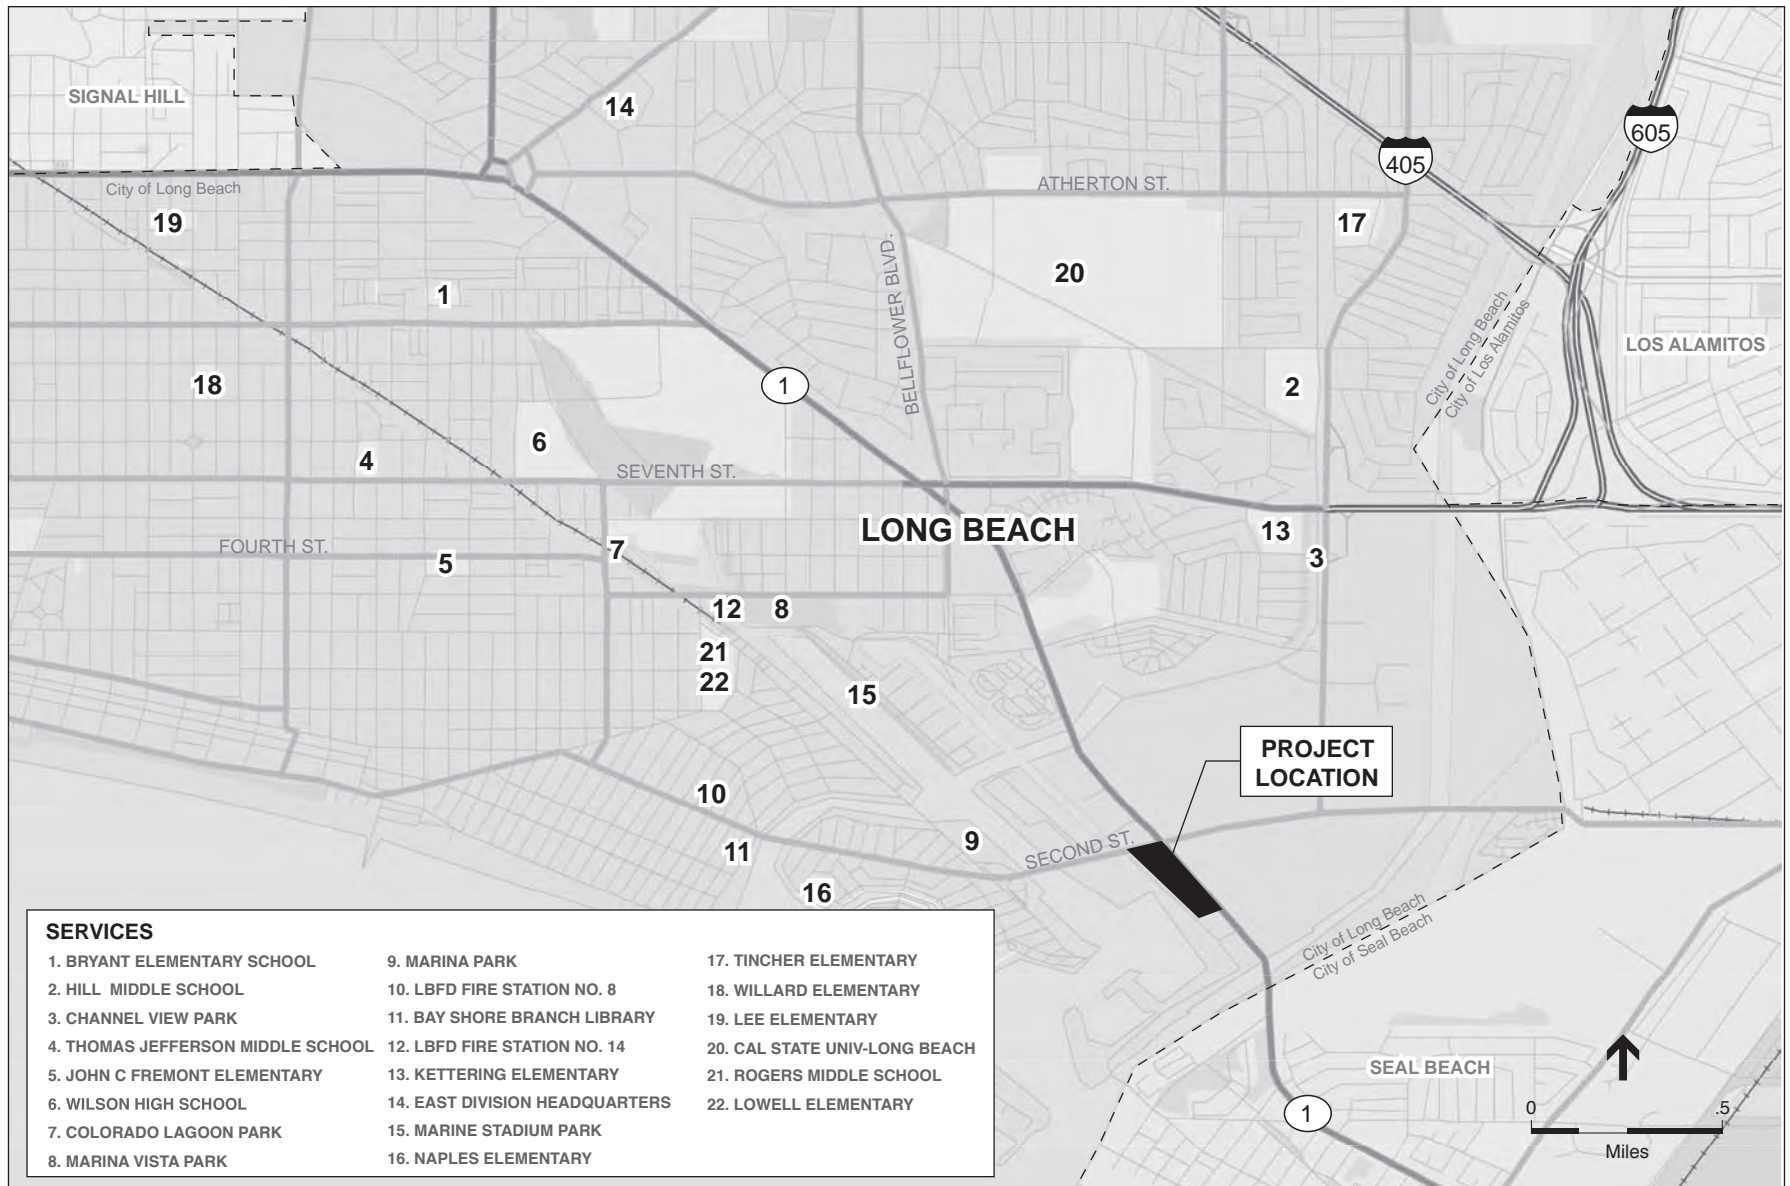 SIGNAL HILL
14
605
405
City of Long Beach
ATHERTON ST.
19
17
BELLFLOWER BLVD.
20
1
City of Long Beach
City of Los Alamitos
LOS ALAMITOS
18
1
2
6
4
SEVENTH ST.
LONG BEACH
13
FOURTH ST.
7
3
5
12
8
21
22
15
PROJECT
LOCATION
10
9
SECOND ST.
11
16
City of Long Beach
City of Seal Beach
SEAL BEACH
1
0 .5
Miles
SERVICES
1. BRYANT ELEMENTARY SCHOOL
2. HILL MIDDLE SCHOOL
3. CHANNEL VIEW PARK
4. THOMAS JEFFERSON MIDDLE SCHOOL
5. JOHN C FREMONT ELEMENTARY
6. WILSON HIGH SCHOOL
7. COLORADO LAGOON PARK
8. MARINA VISTA PARK
9. MARINA PARK
10. LBFD FIRE STATION NO. 8
11. BAY SHORE BRANCH LIBRARY
12. LBFD FIRE STATION NO. 14
13. KETTERING ELEMENTARY
14. EAST DIVISION HEADQUARTERS
15. MARINE STADIUM PARK
16. NAPLES ELEMENTARY
17. TINCHER ELEMENTARY
18. WILLARD ELEMENTARY
19. LEE ELEMENTARY
20. CAL STATE UNIV-LONG BEACH
21. ROGERS MIDDLE SCHOOL
22. LOWELL ELEMENTARY